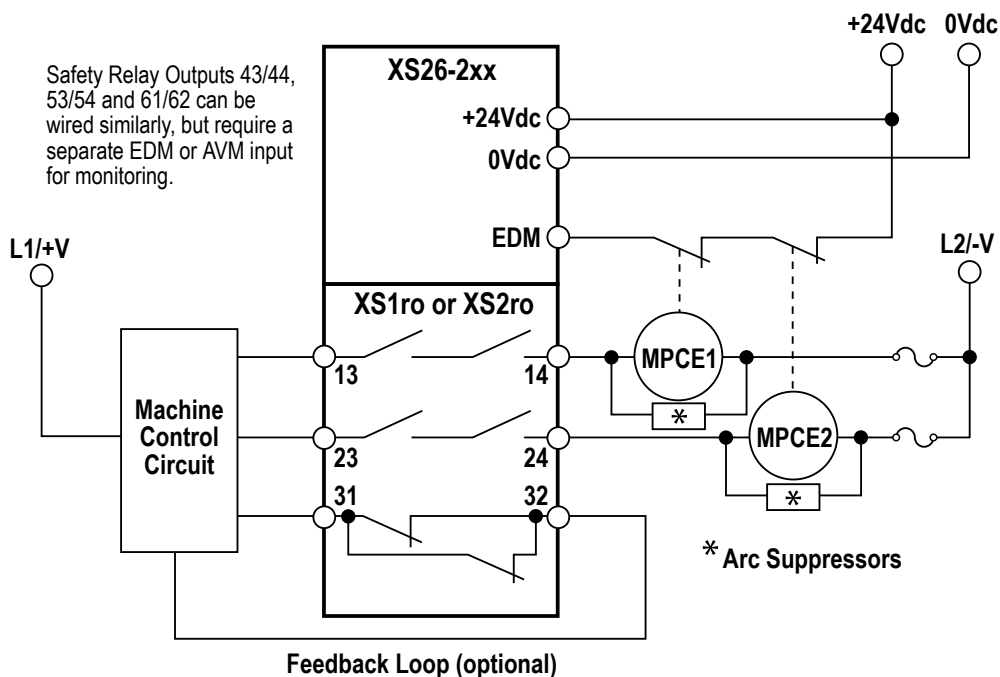 +24Vdc 0Vdc
Safety Relay Outputs 43/44,
53/54 and 61/62 can be
wired similarly, but require a
separate EDM or AVM input
for monitoring.
XS26-2xx
+24Vdc
0Vdc
EDM
L1/+V
L2/-V
XS1ro or XS2ro
13
14
MPCE1
*
Machine
Control
Circuit
23
24
MPCE2
*
31
32
* Arc Suppressors
Feedback Loop (optional)